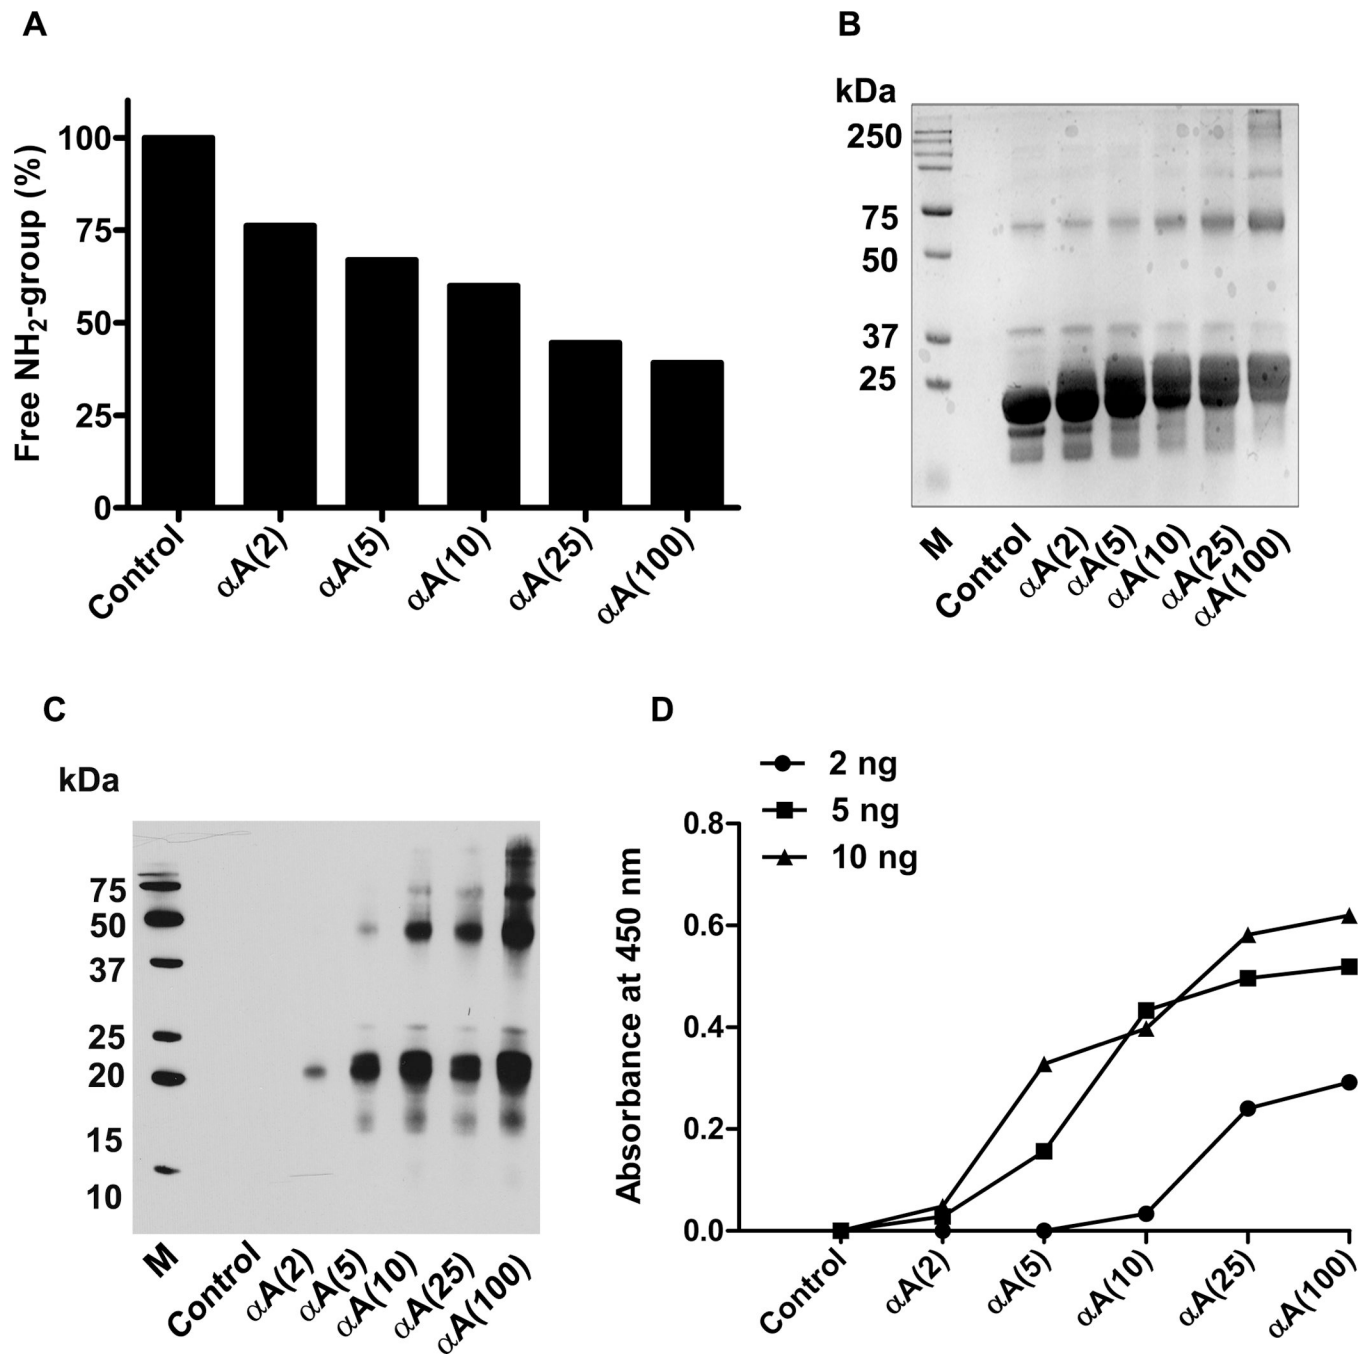 A
Free NH2-group (%)
100
75
50
25
0
Control
αA(2)
αA(5)
αA(10)
αA(25)
αA(100)
B
kDa
250
75
50
37
25
M
Control
αA(2)
αA(5)
αA(10)
αA(25)
αA(100)
C
kDa
75
50
37
25
20
15
10
M
Control
αA(2)
αA(5)
αA(10)
αA(25)
αA(100)
D
2 ng
5 ng
10 ng
Absorbance at 450 nm
0.8
0.6
0.4
0.2
0.0
Control
αA(2)
αA(5)
αA(10)
αA(25)
αA(100)